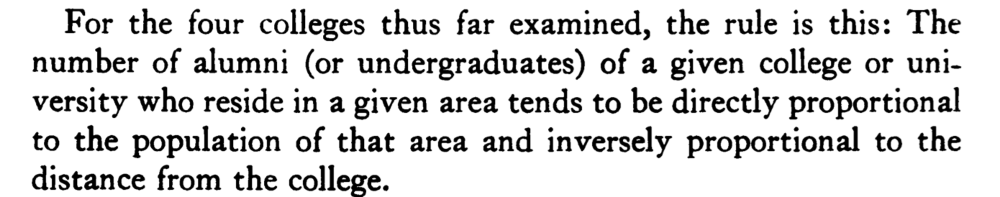 For the four colleges thus far examined, the rule is this: The
number of alumni (or undergraduates) of a given college or uni-
versity who reside in a given area tends to be directly proportional
to the population of that area and inversely proportional to the
distance from the college.